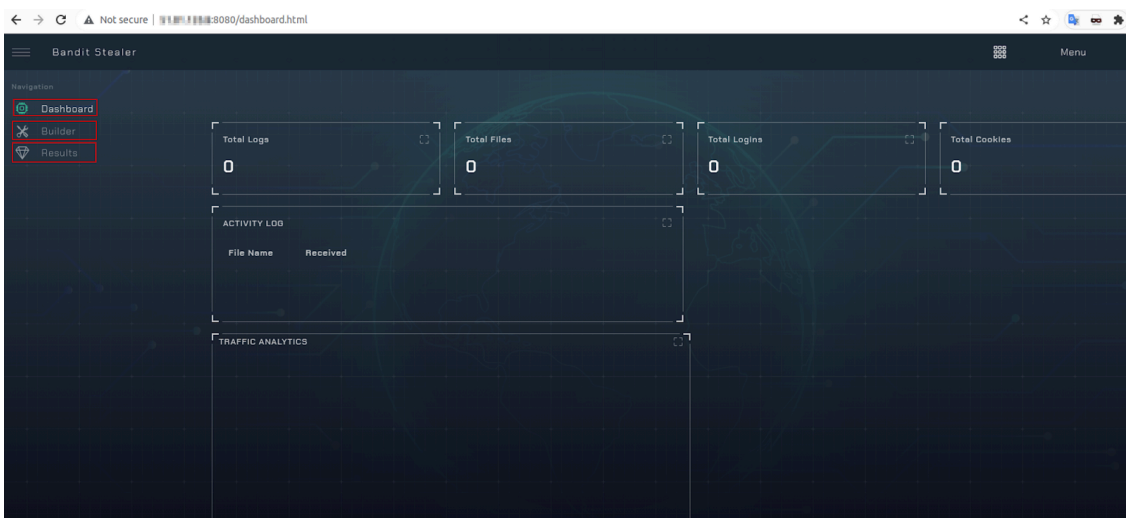 Not secure
:8080/dashboard.html
Bandit Stealer
Menu
Navigation
Dashboard
Builder
Results
Total Logs
0
Total Files
0
Total Logins
0
Total Cookies
0
ACTIVITY LOG
File Name Received
TRAFFIC ANALYTICS